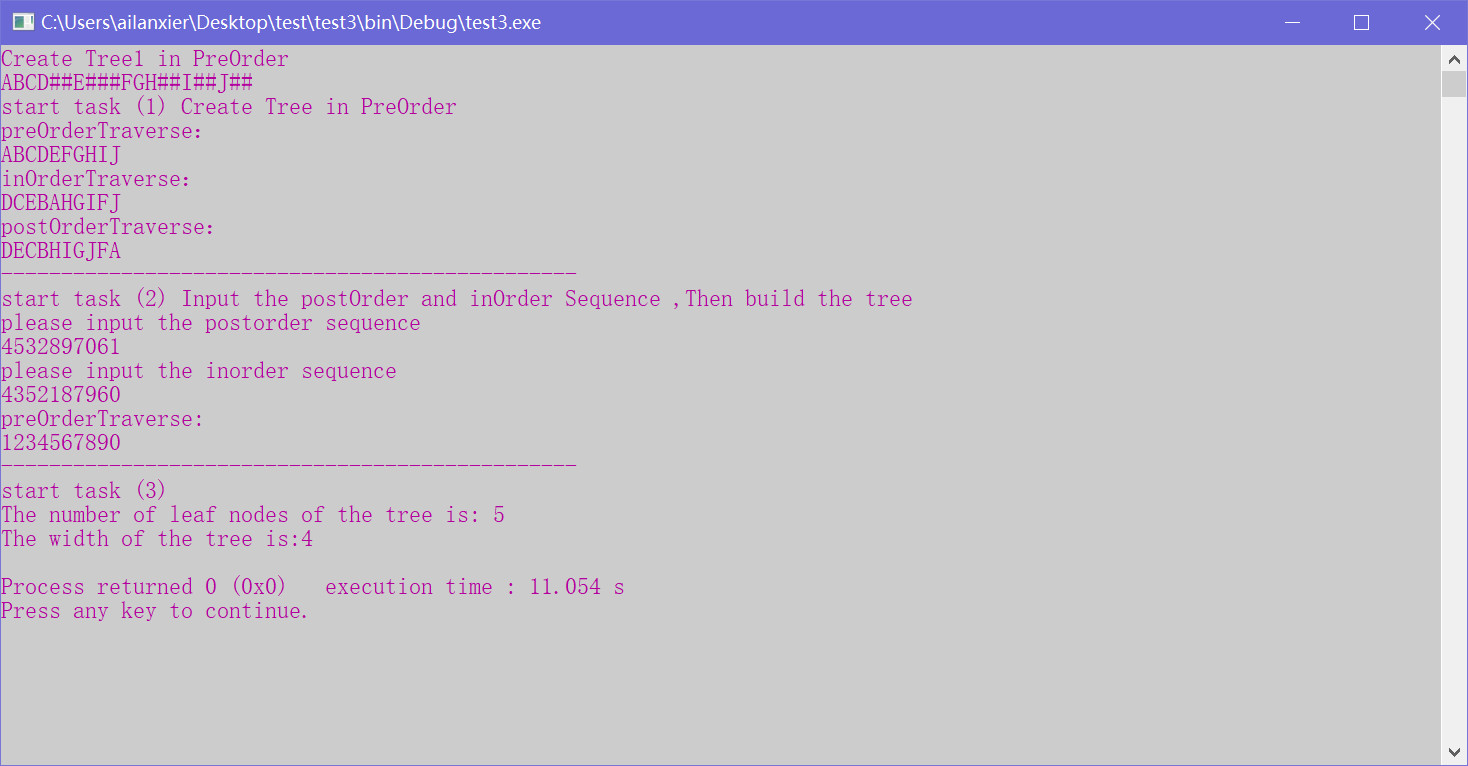 C:\Users\ailanxier\Desktop\test\test3\bin\Debug\test3.exe
Create Tree1 in PreOrder
ABCD##E###FGH##I##J##
start task (1) Create Tree in PreOrder
preOrderTraverse:
ABCDEFGHIJ
inOrderTraverse:
DCEBAHGIFJ
postOrderTraverse:
DECBHIGJFA
------------------------------------------------
start task (2) Input the postOrder and inOrder Sequence ,Then build the tree
please input the postorder sequence
4532897061
please input the inorder sequence
4352187960
preOrderTraverse:
1234567890
------------------------------------------------
start task (3)
The number of leaf nodes of the tree is: 5
The width of the tree is:4
Process returned 0 (0x0)   execution time : 11.054 s
Press any key to continue.